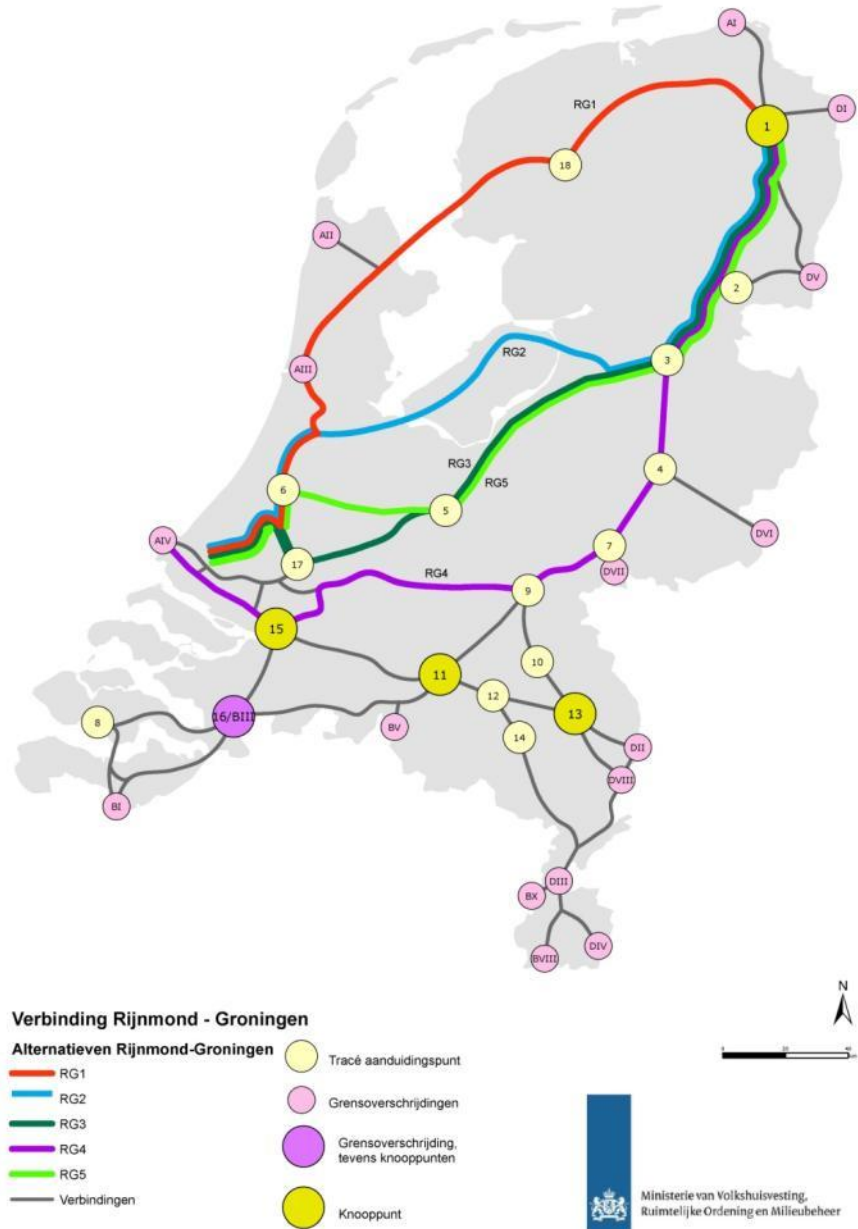 AI
DI
1
RG1
18
AII
DV
2
RG2
3
AIII
RG3
RG5
4
6
5
DVI
AIV
7
17
DVII
RG4
9
15
10
11
12
13
16/BIII
8
BV
14
DII
DVIII
BI
DIII
BX
DIV
BVIII
N
Verbinding Rijnmond - Groningen
Alternatieven Rijnmond-Groningen
RG1
RG2
RG3
RG4
RG5
Verbindingen
Tracé aanduidingspunt
Grensoverschrijdingen
Grensoverschrijding,
tevens knooppunten
Knooppunt
Ministerie van Volkshuisvesting,
Ruimtelijke Ordening en Milieubeheer